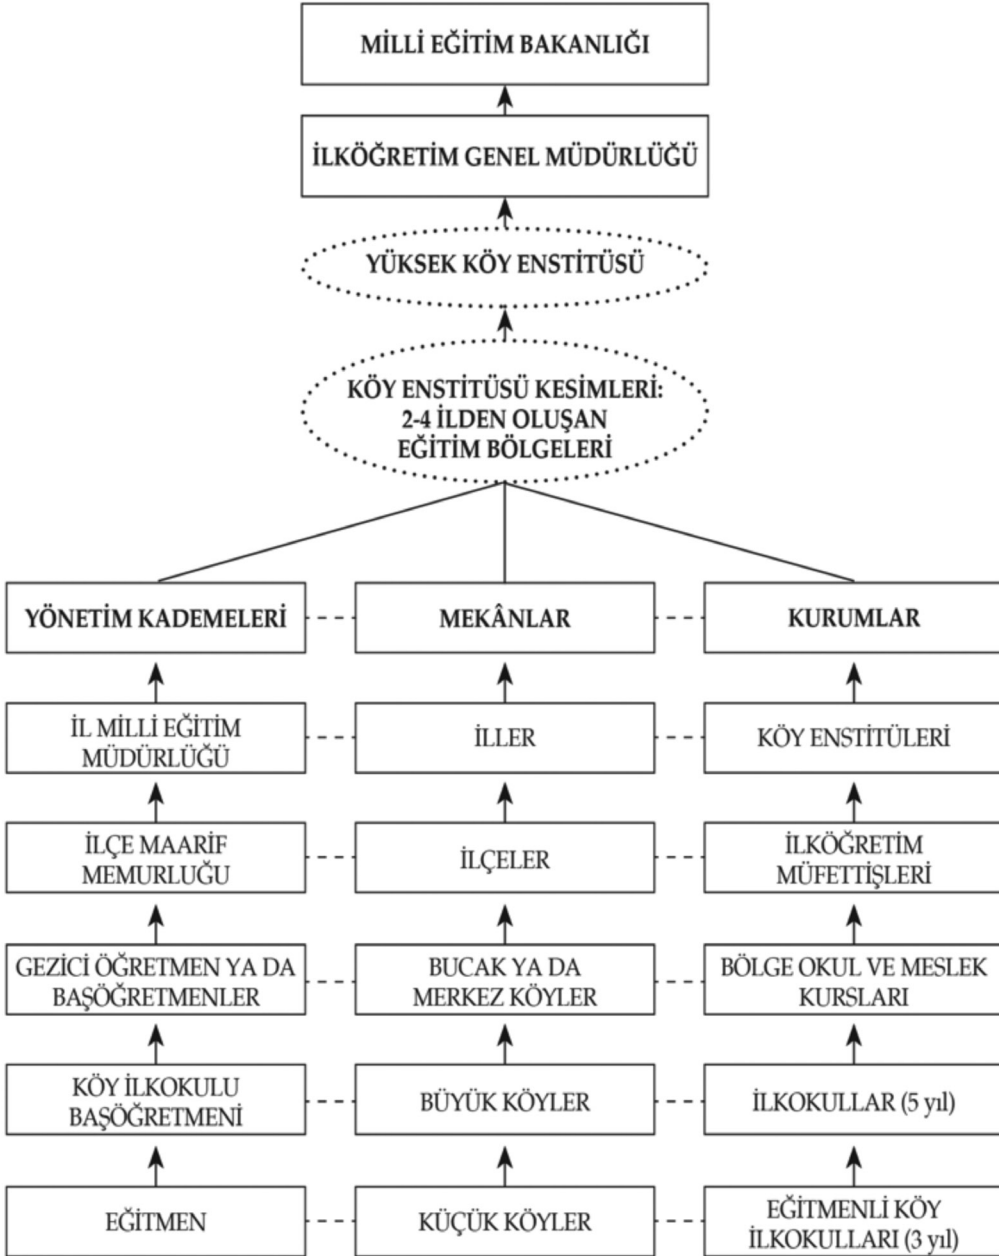 MİLLİ EĞİTİM BAKANLIĞI
İLKÖĞRETİM GENEL MÜDÜRLÜĞÜ
YÜKSEK KÖY ENSTİTÜSÜ
KÖY ENSTİTÜSÜ KESİMLERİ:
2-4 İLDEN OLUŞAN
EĞİTİM BÖLGELERİ
YÖNETİM KADEMELERİ
MEKÂNLAR
KURUMLAR
İL MİLLİ EĞİTİM
MÜDÜRLÜĞÜ
İLLER
KÖY ENSTİTÜLERİ
İLÇE MAARİF
MEMURLUĞU
İLÇELER
İLKÖĞRETİM
MÜFETTİŞLERİ
GEZİCİ ÖĞRETMEN YA DA
BAŞÖĞRETMENLER
BUCAK YA DA
MERKEZ KÖYLER
BÖLGE OKUL VE MESLEK
KURSLARI
KÖY İLKOKULU
BAŞÖĞRETMENİ
BÜYÜK KÖYLER
İLKOKULLAR (5 yıl)
EĞİTMEN
KÜÇÜK KÖYLER
EĞİTMENLİ KÖY
İLKOKULLARI (3 yıl)